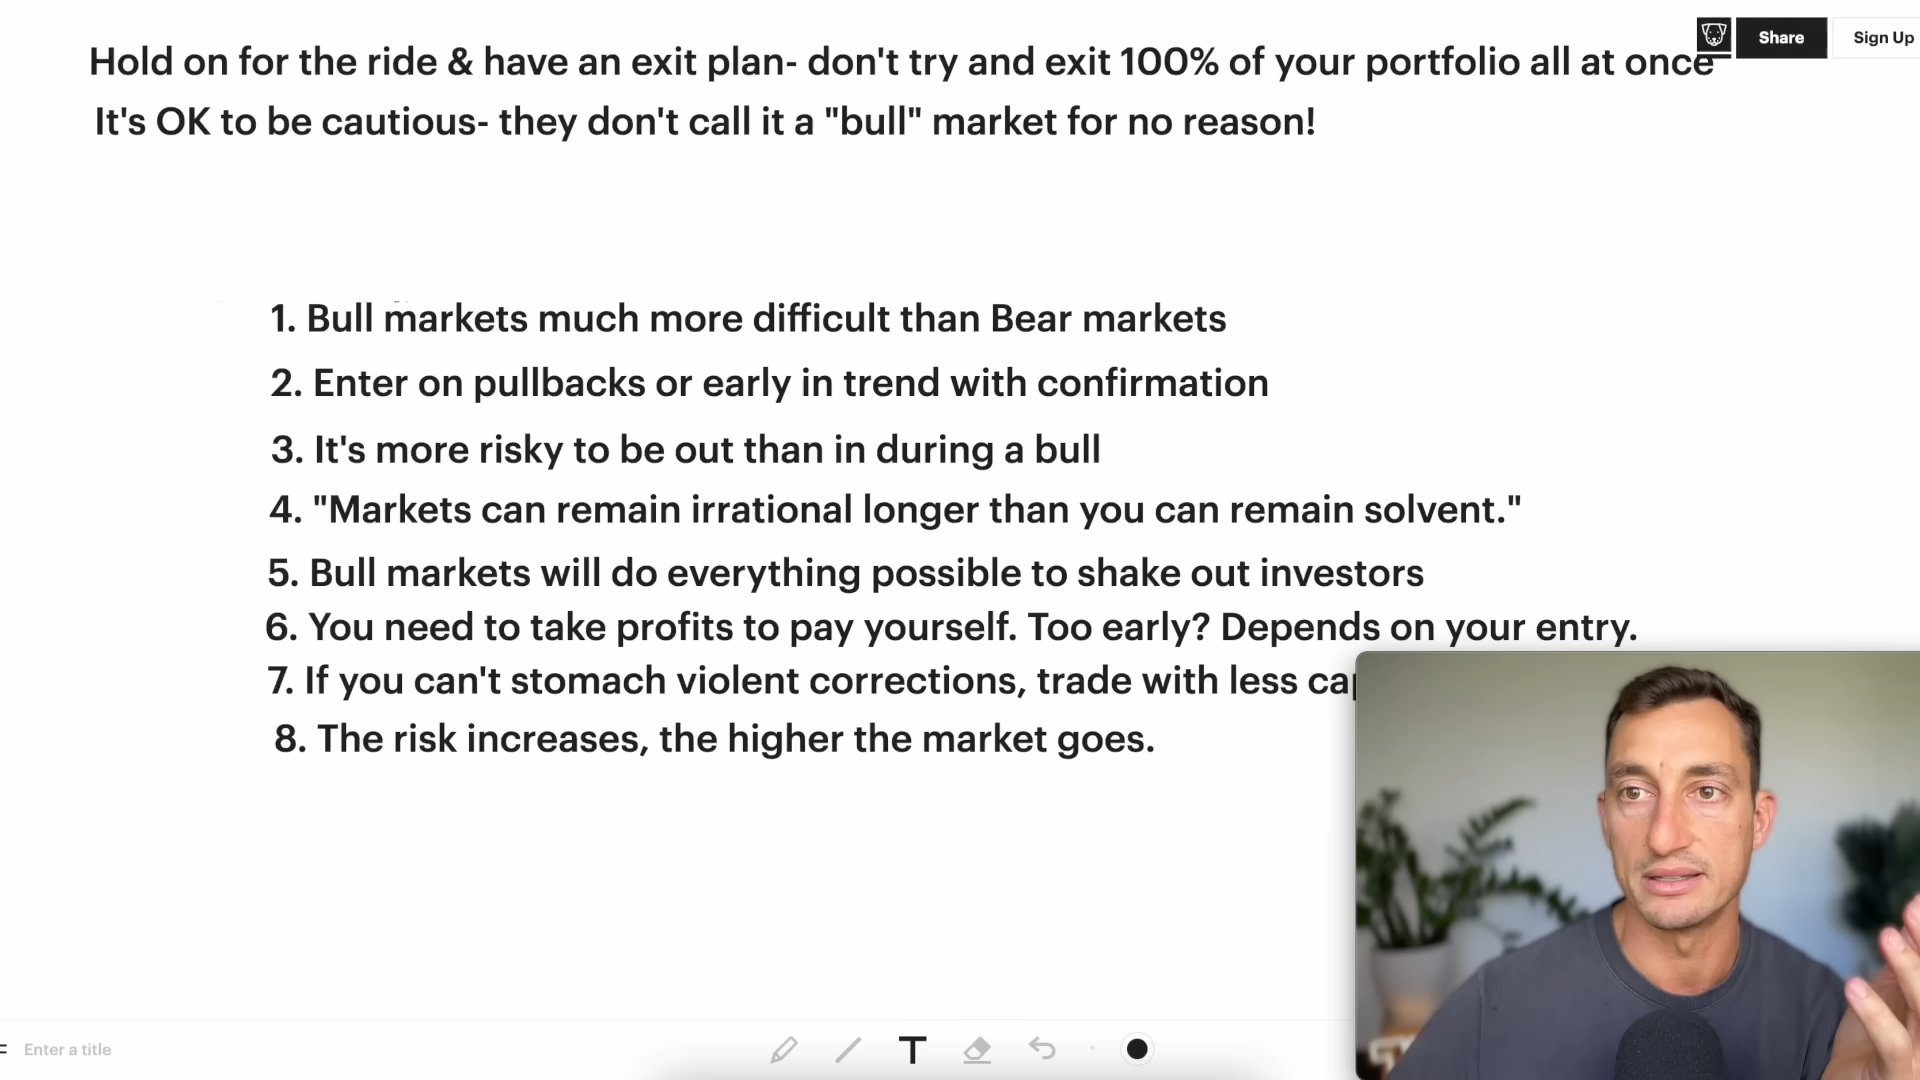 Share
Sign Up
Hold on for the ride & have an exit plan- don't try and exit 100% of your portfolio all at once
It's OK to be cautious- they don't call it a "bull" market for no reason!
1. Bull markets much more difficult than Bear markets
2. Enter on pullbacks or early in trend with confirmation
3. It's more risky to be out than in during a bull
4. "Markets can remain irrational longer than you can remain solvent."
5. Bull markets will do everything possible to shake out investors
6. You need to take profits to pay yourself. Too early? Depends on your entry.
7. If you can't stomach violent corrections, trade with less
8. The risk increases, the higher the market goes.
Enter a title
T